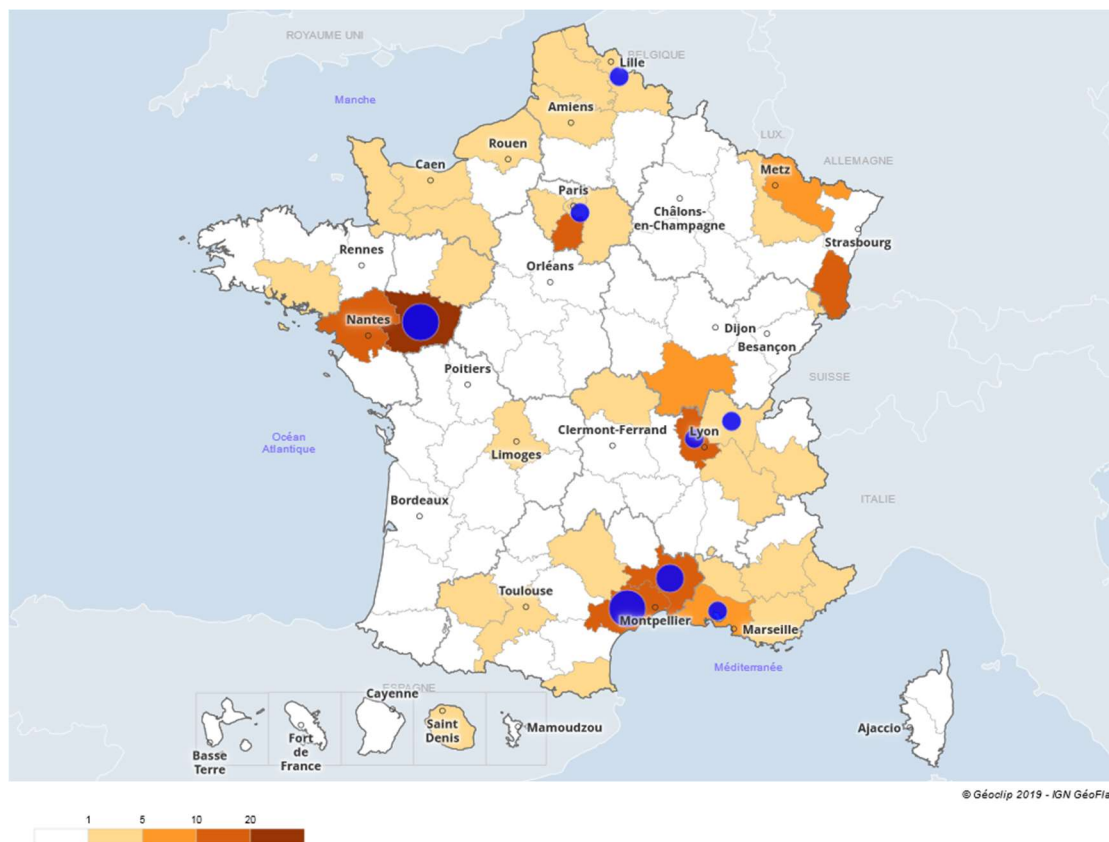 ROYAUME UNI
BELGIQUE
Lille
Manche
Amiens
LUX.
Rouen
ALLEMAGNE
Caen
Metz
Paris
Châlons-
en-Champagne
Strasbourg
Rennes
Orléans
Nantes
Dijon
Besançon
Poitiers
SUISSE
Clermont-Ferrand
Lyon
Océan
Atlantique
Limoges
Bordeaux
ITALIE
Toulouse
Montpellier
Marseille
Méditerranée
ESPAGNE
Cayenne
Saint
Denis
Mamoudzou
Ajaccio
Basse
Terre
Fort
de
France
© Géoclip 2019 - IGN GéoFla
1 5 10 20